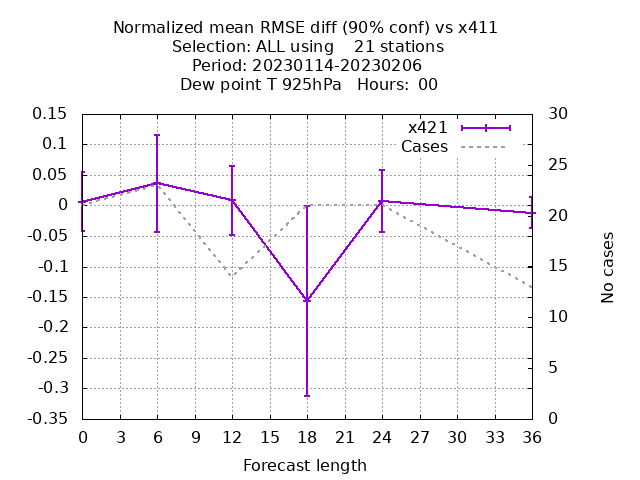 Normalized mean RMSE diff (90% conf) vs x411
Selection: ALL using    21 stations
Period: 20230114-20230206
Dew point T 925hPa   Hours:  00
x421
Cases
0.15
0.1
0.05
0
-0.05
-0.1
-0.15
-0.2
-0.25
-0.3
-0.35
30
25
20
15
10
5
0
No cases
0 3 6 9 12 15 18 21 24 27 30 33 36
Forecast length